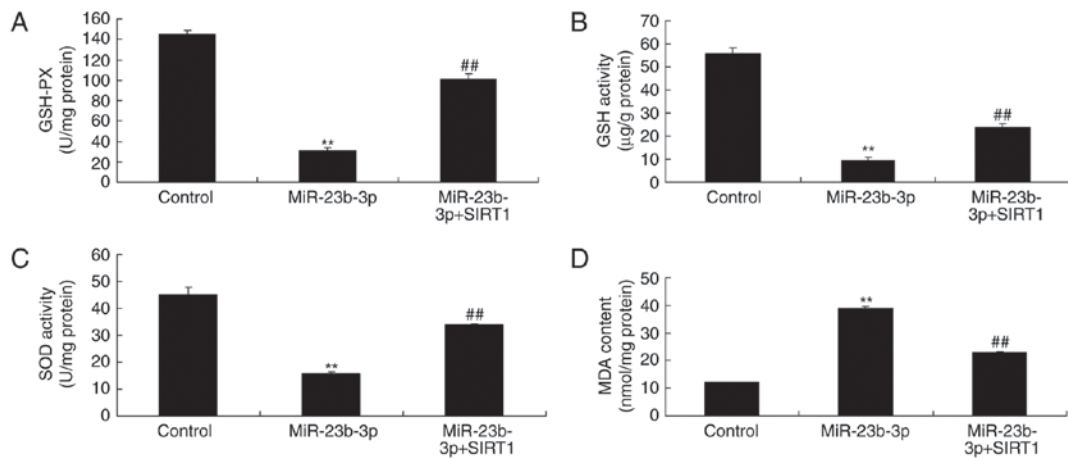 A
GSH-PX
(U/mg protein)
160
140
120
100
80
60
40
20
0
**
##
Control
MiR-23b-3p
MiR-23b-
3p+SIRT1
B
GSH activity
(µg/g protein)
70
60
50
40
30
20
10
0
**
##
Control
MiR-23b-3p
MiR-23b-
3p+SIRT1
C
SOD activity
(U/mg protein)
60
50
40
30
20
10
0
**
##
Control
MiR-23b-3p
MiR-23b-
3p+SIRT1
D
MDA content
(nmol/mg protein)
50
40
30
20
10
0
**
##
Control
MiR-23b-3p
MiR-23b-
3p+SIRT1